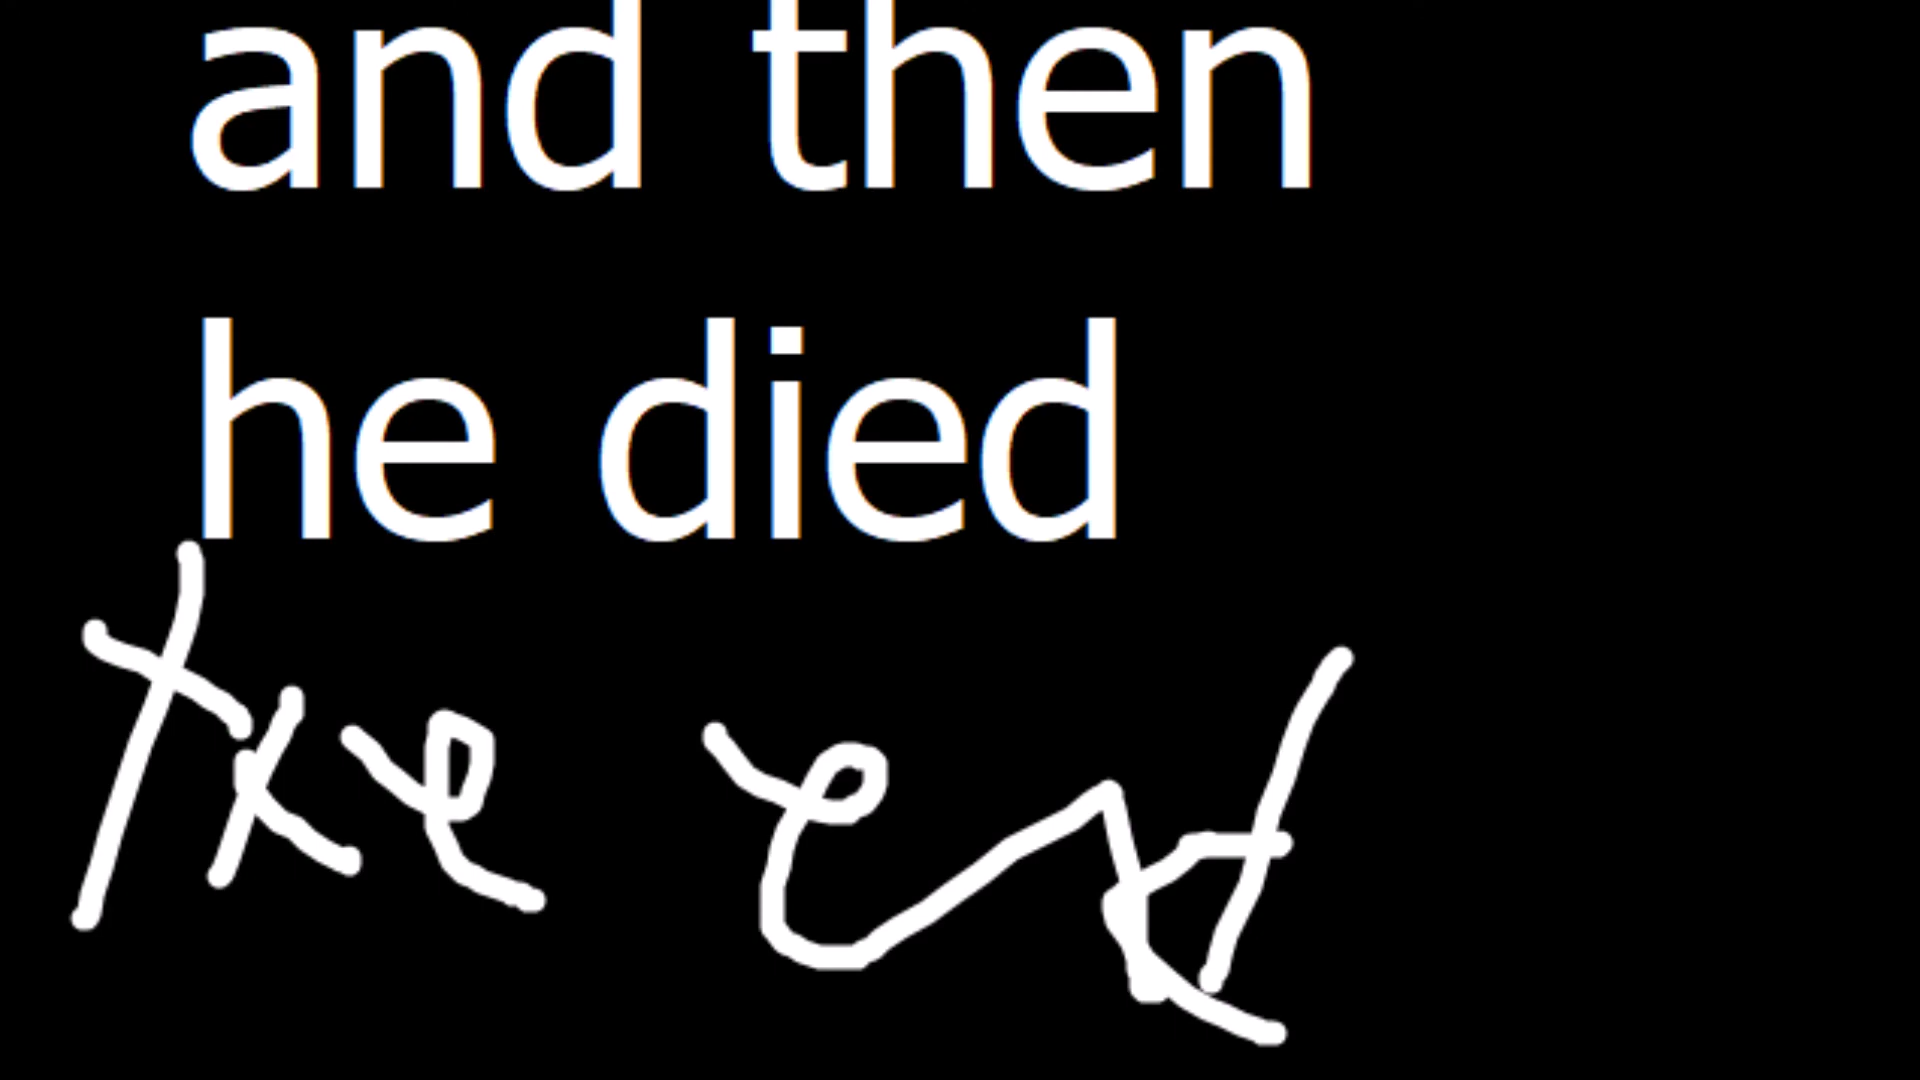 and then
he died
the end